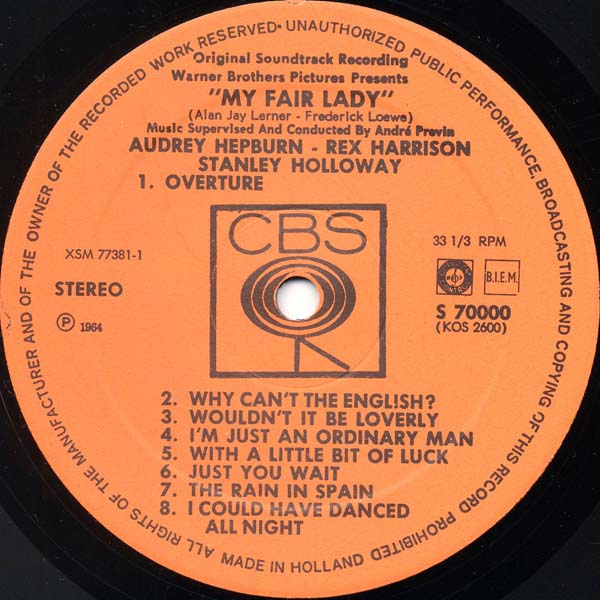 ALL RIGHTS OF THE MANUFACTURER AND OF THE OWNER OF THE RECORDED WORK RESERVED · UNAUTHORIZED PUBLIC PERFORMANCE, BROADCASTING AND COPYING OF THIS RECORD PROHIBITED
Original Soundtrack Recording
Warner Brothers Pictures Presents
"MY FAIR LADY"
(Alan Jay Lerner - Frederick Loewe)
Music Supervised And Conducted By André Previn
AUDREY HEPBURN - REX HARRISON
STANLEY HOLLOWAY
1. OVERTURE
CBS
XSM 77381-1
33 1/3 RPM
STEREO
B.I.E.M.
S 70000
(KOS 2600)
℗ 1964
2. WHY CAN'T THE ENGLISH?
3. WOULDN'T IT BE LOVERLY
4. I'M JUST AN ORDINARY MAN
5. WITH A LITTLE BIT OF LUCK
6. JUST YOU WAIT
7. THE RAIN IN SPAIN
8. I COULD HAVE DANCED
ALL NIGHT
MADE IN HOLLAND